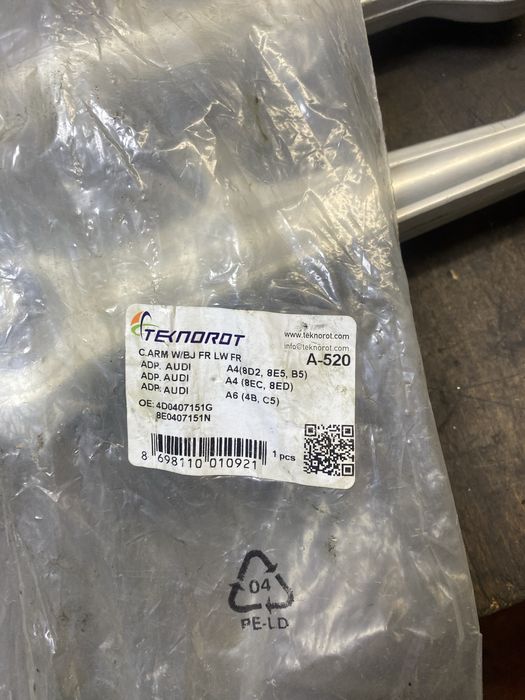 TEKNOROT
www.teknorot.com
info@teknorot.com
C.ARM W/BJ FR LW FR
A-520
ADP. AUDI A4(8D2, 8E5, B5)
ADP. AUDI A4 (8EC, 8ED)
ADP. AUDI A6 (4B, C5)
OE: 4D0407151G
8E0407151N
8 698110 010921
1 pcs
04
PE-LD